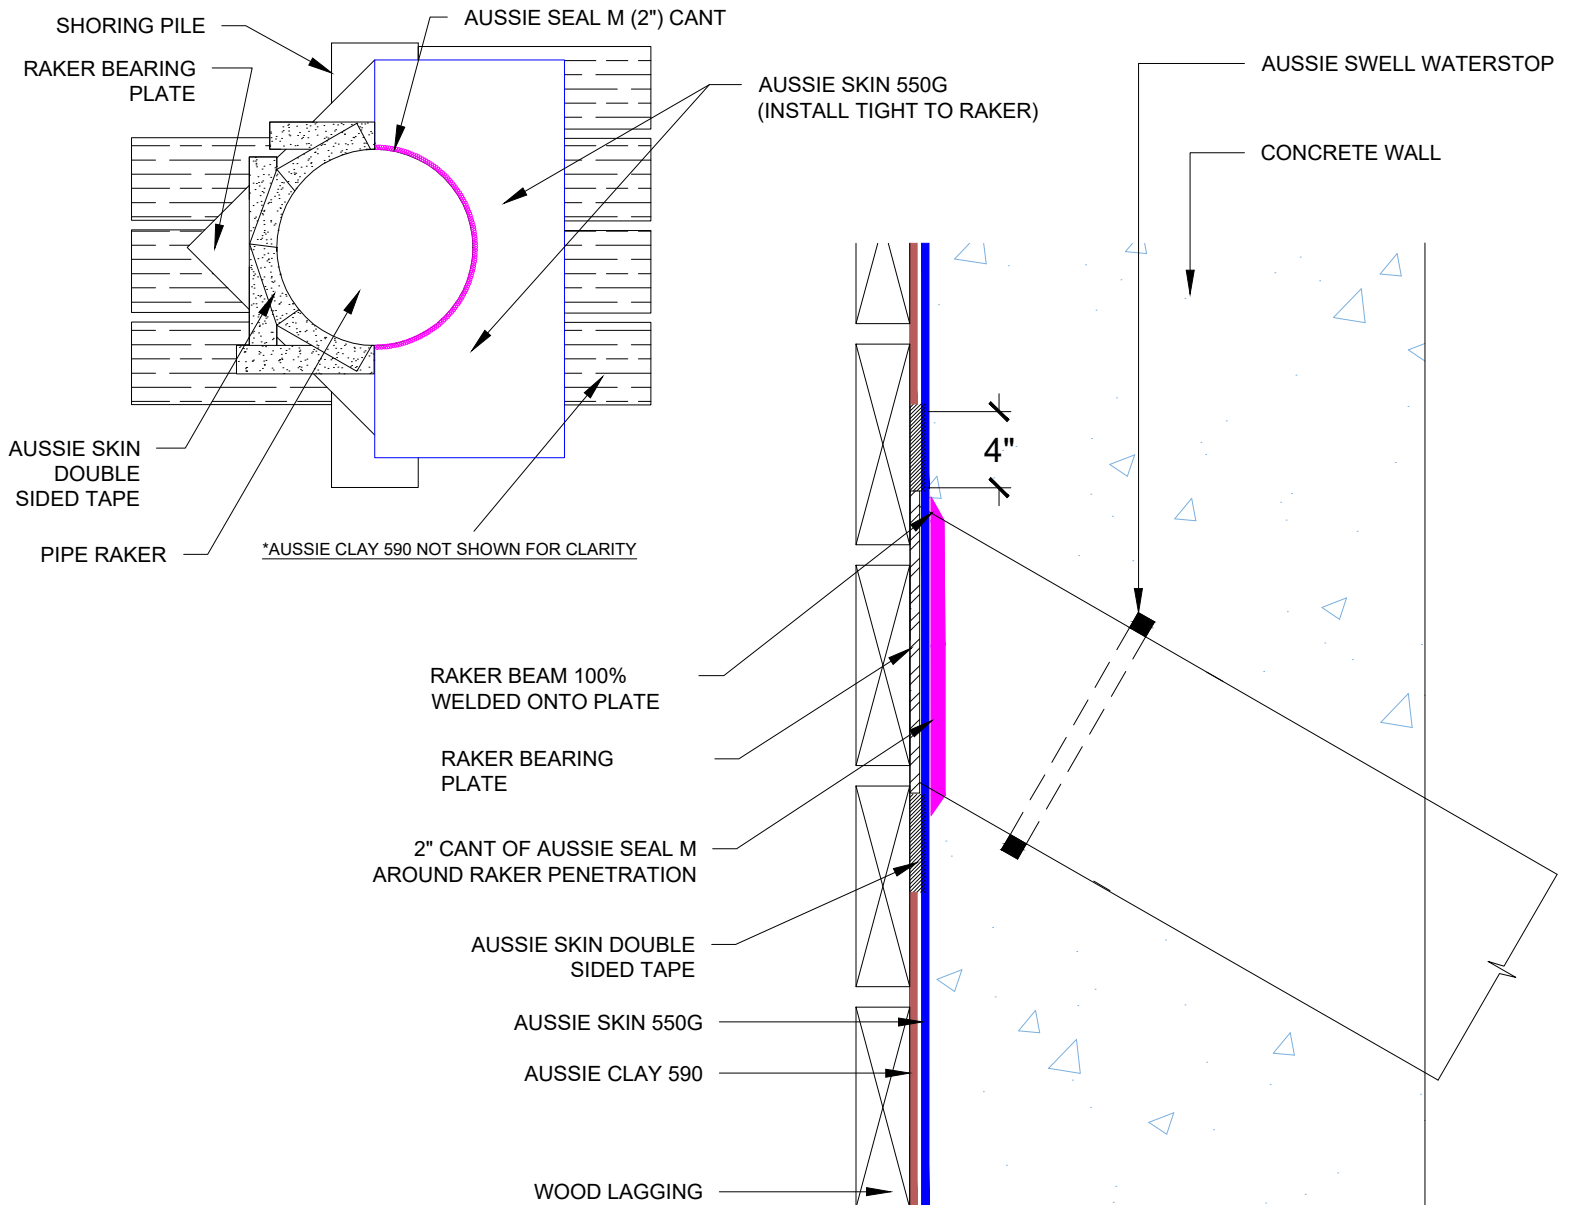 SHORING PILE
AUSSIE SEAL M (2") CANT
RAKER BEARING
PLATE
AUSSIE SKIN 550G
(INSTALL TIGHT TO RAKER)
AUSSIE SWELL WATERSTOP
CONCRETE WALL
AUSSIE SKIN
DOUBLE
SIDED TAPE
4"
PIPE RAKER
*AUSSIE CLAY 590 NOT SHOWN FOR CLARITY
RAKER BEAM 100%
WELDED ONTO PLATE
RAKER BEARING
PLATE
2" CANT OF AUSSIE SEAL M
AROUND RAKER PENETRATION
AUSSIE SKIN DOUBLE
SIDED TAPE
AUSSIE SKIN 550G
AUSSIE CLAY 590
WOOD LAGGING